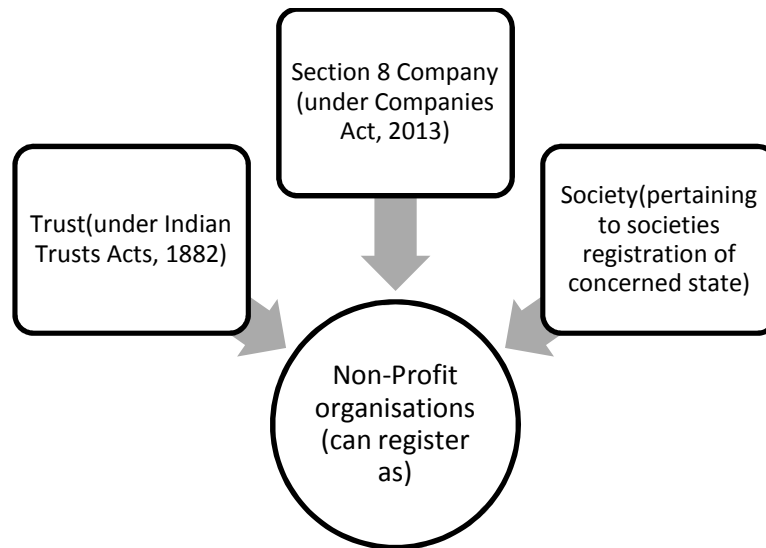 Section 8 Company
(under Companies
Act, 2013)
Trust(under Indian
Trusts Acts, 1882)
Society(pertaining
to societies
registration of
concerned state)
Non-Profit
organisations
(can register
as)